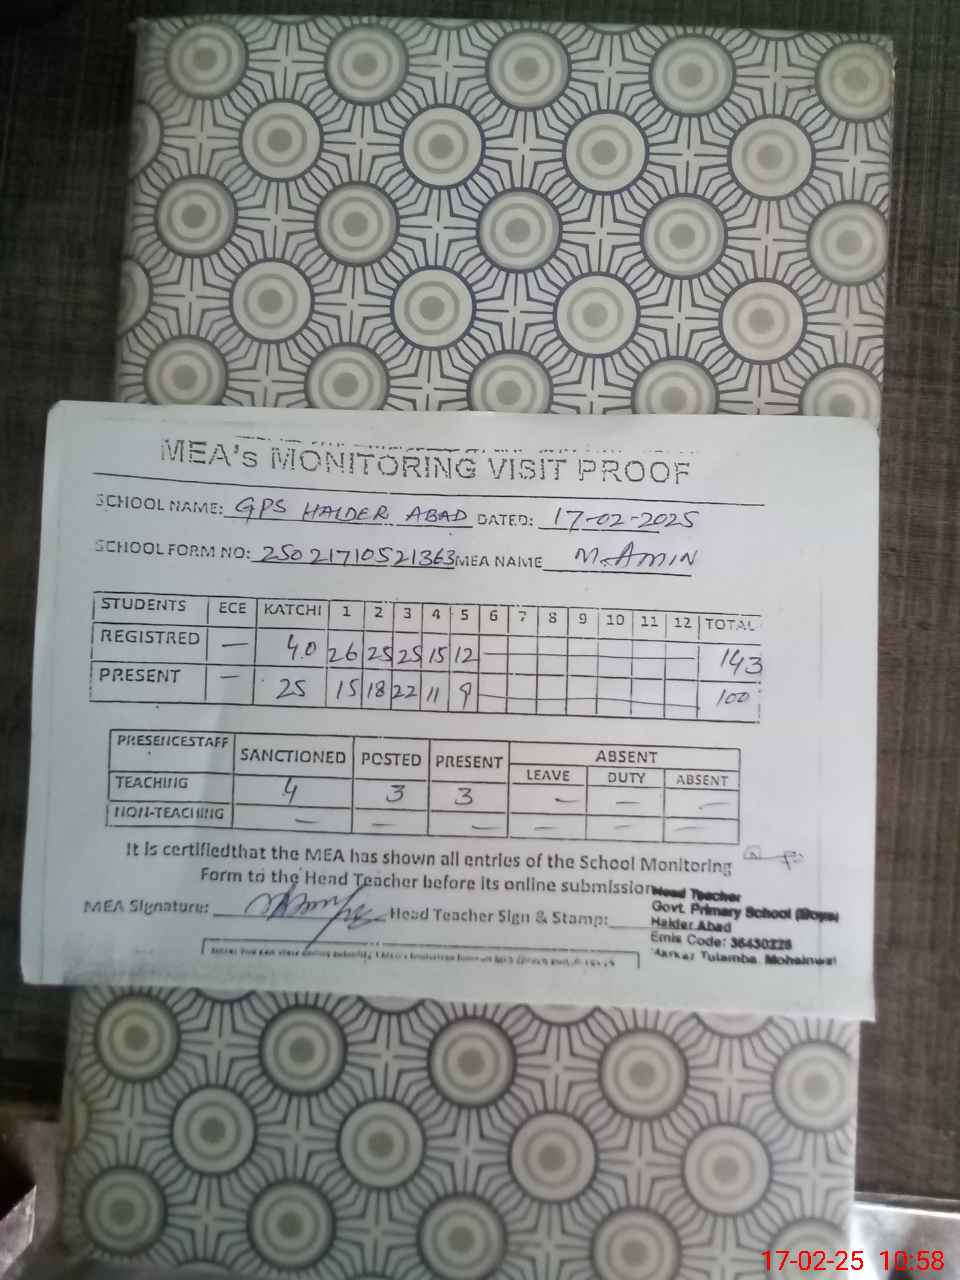 MEA's MONITORING VISIT PROOF
SCHOOL NAME: GPS HALDER ABAD DATED: 17-02-2025
SCHOOL FORM NO: 25021710521363 MEA NAME M. AMIN
STUDENTS ECE KATCHI 1 2 3 4 5 6 7 8 9 10 11 12 TOTAL
REGISTRED — 40 26 25 25 15 12 143
PRESENT — 25 15 18 22 11 9 100
PRESENCESTAFF SANCTIONED POSTED PRESENT ABSENT
LEAVE DUTY ABSENT
TEACHING 4 3 3 — — —
NON-TEACHING — — — — — —
It is certifiedthat the MEA has shown all entries of the School Monitoring
Form to the Head Teacher before its online submission
MEA Signature: Head Teacher Sign & Stamp:
Head Teacher
Govt. Primary School (Boys)
Halder Abad
Emis Code: 36430228
Markaz Tulamba.
17-02-25 10:58